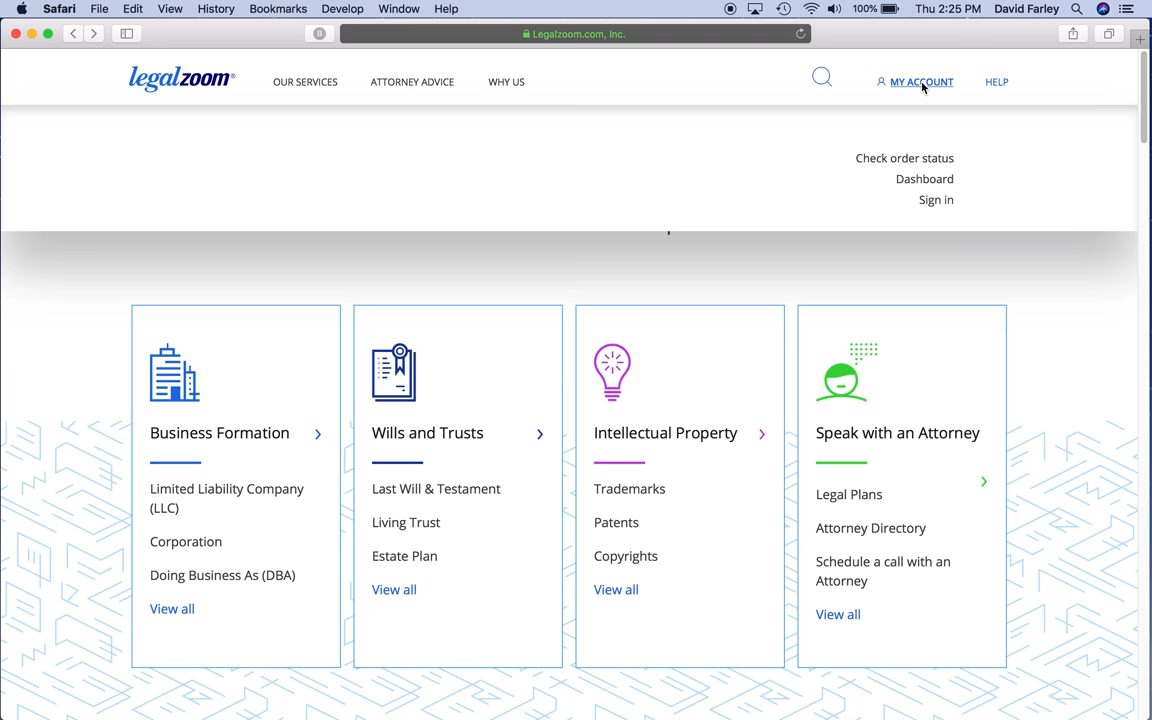 Safari File Edit View History Bookmarks Develop Window Help 100% Thu 2:25 PM David Farley
B Legalzoom.com, Inc.
legalzoom® OUR SERVICES ATTORNEY ADVICE WHY US MY ACCOUNT HELP
Check order status
Dashboard
Sign in
Business Formation
Limited Liability Company
(LLC)
Corporation
Doing Business As (DBA)
View all
Wills and Trusts
Last Will & Testament
Living Trust
Estate Plan
View all
Intellectual Property
Trademarks
Patents
Copyrights
View all
Speak with an Attorney
Legal Plans
Attorney Directory
Schedule a call with an
Attorney
View all